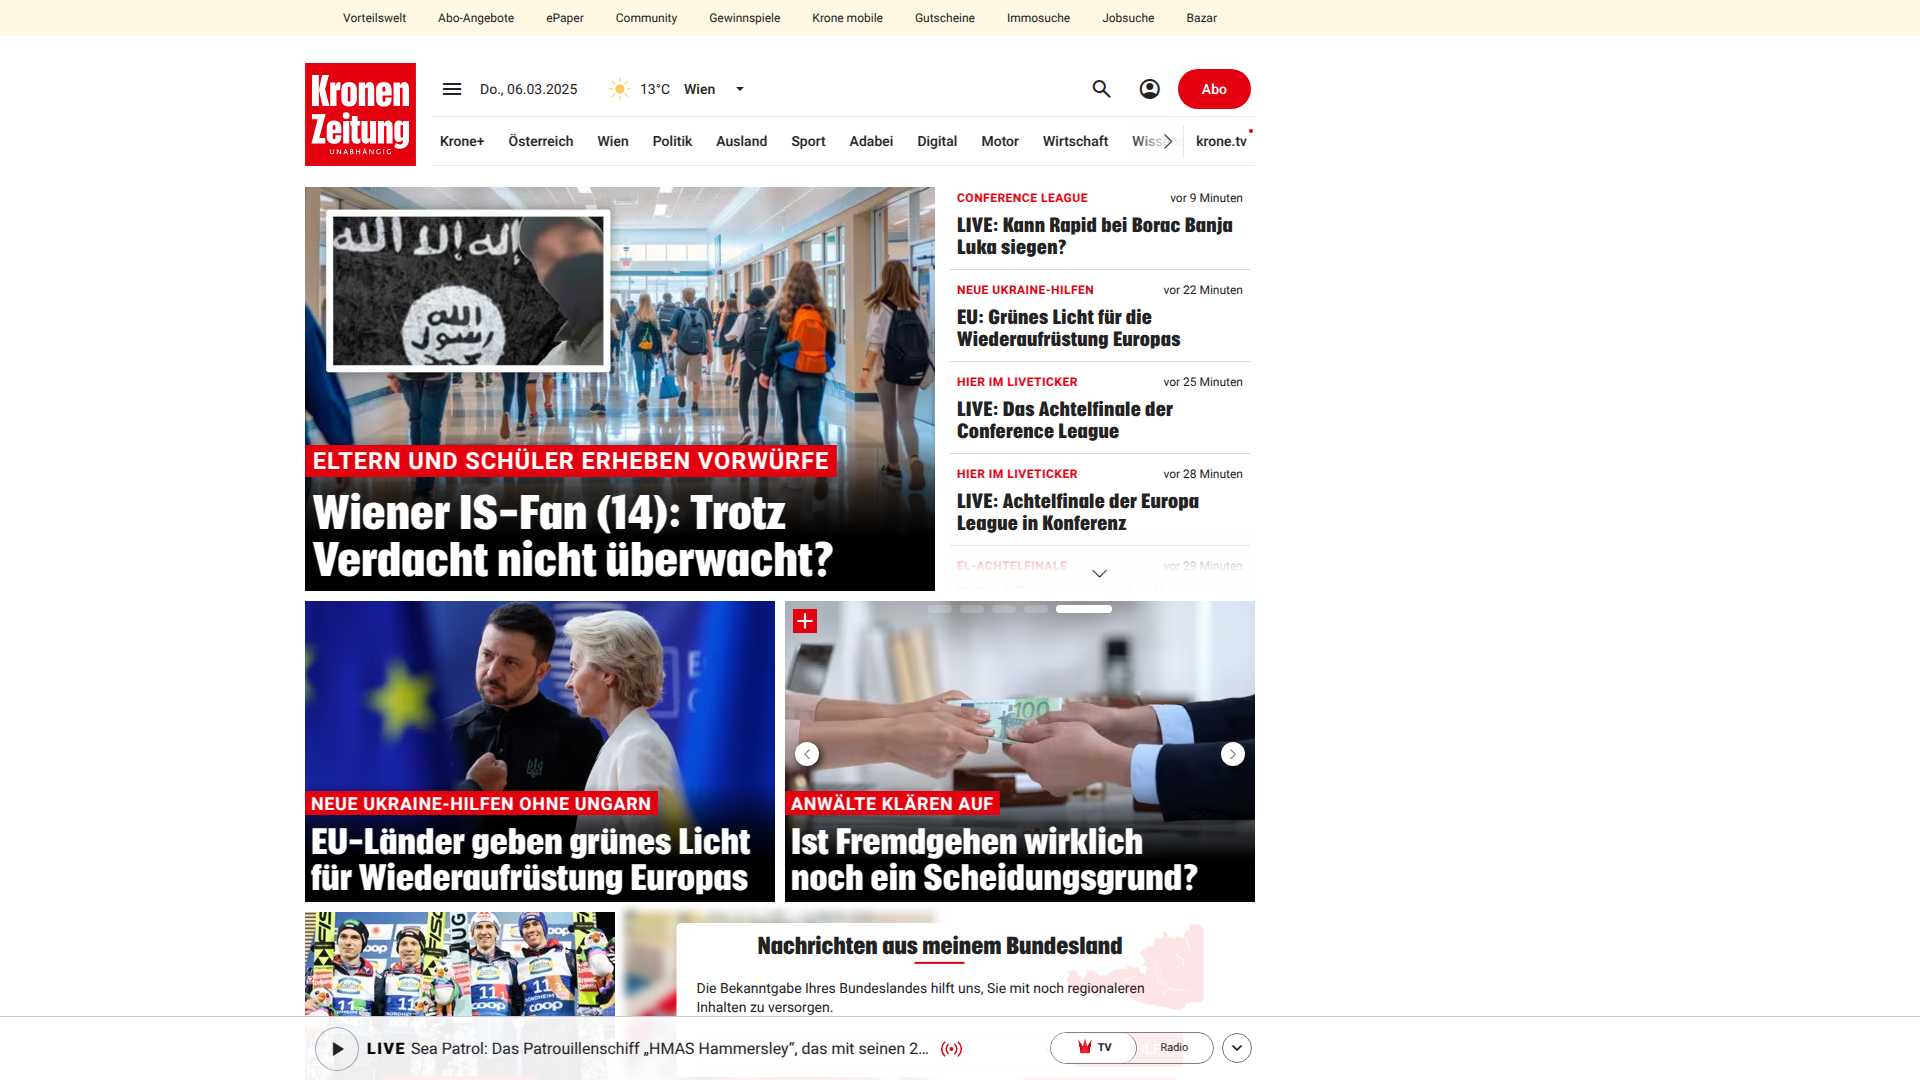 Vorteilswelt Abo-Angebote ePaper Community Gewinnspiele Krone mobile Gutscheine Immosuche Jobsuche Bazar
Kronen
Zeitung
UNABHÄNGIG
Do., 06.03.2025 13°C Wien
Abo
Krone+ Österreich Wien Politik Ausland Sport Adabei Digital Motor Wirtschaft Wiss krone.tv
ELTERN UND SCHÜLER ERHEBEN VORWÜRFE
Wiener IS-Fan (14): Trotz
Verdacht nicht überwacht?
CONFERENCE LEAGUE vor 9 Minuten
LIVE: Kann Rapid bei Borac Banja
Luka siegen?
NEUE UKRAINE-HILFEN vor 22 Minuten
EU: Grünes Licht für die
Wiederaufrüstung Europas
HIER IM LIVETICKER vor 25 Minuten
LIVE: Das Achtelfinale der
Conference League
HIER IM LIVETICKER vor 28 Minuten
LIVE: Achtelfinale der Europa
League in Konferenz
EL-ACHTELFINALE vor 29 Minuten
NEUE UKRAINE-HILFEN OHNE UNGARN
EU-Länder geben grünes Licht
für Wiederaufrüstung Europas
100
ANWÄLTE KLÄREN AUF
Ist Fremdgehen wirklich
noch ein Scheidungsgrund?
Nachrichten aus meinem Bundesland
Die Bekanntgabe Ihres Bundeslandes hilft uns, Sie mit noch regionaleren
Inhalten zu versorgen.
LIVE Sea Patrol: Das Patrouillenschiff „HMAS Hammersley“, das mit seinen 2...
TV Radio